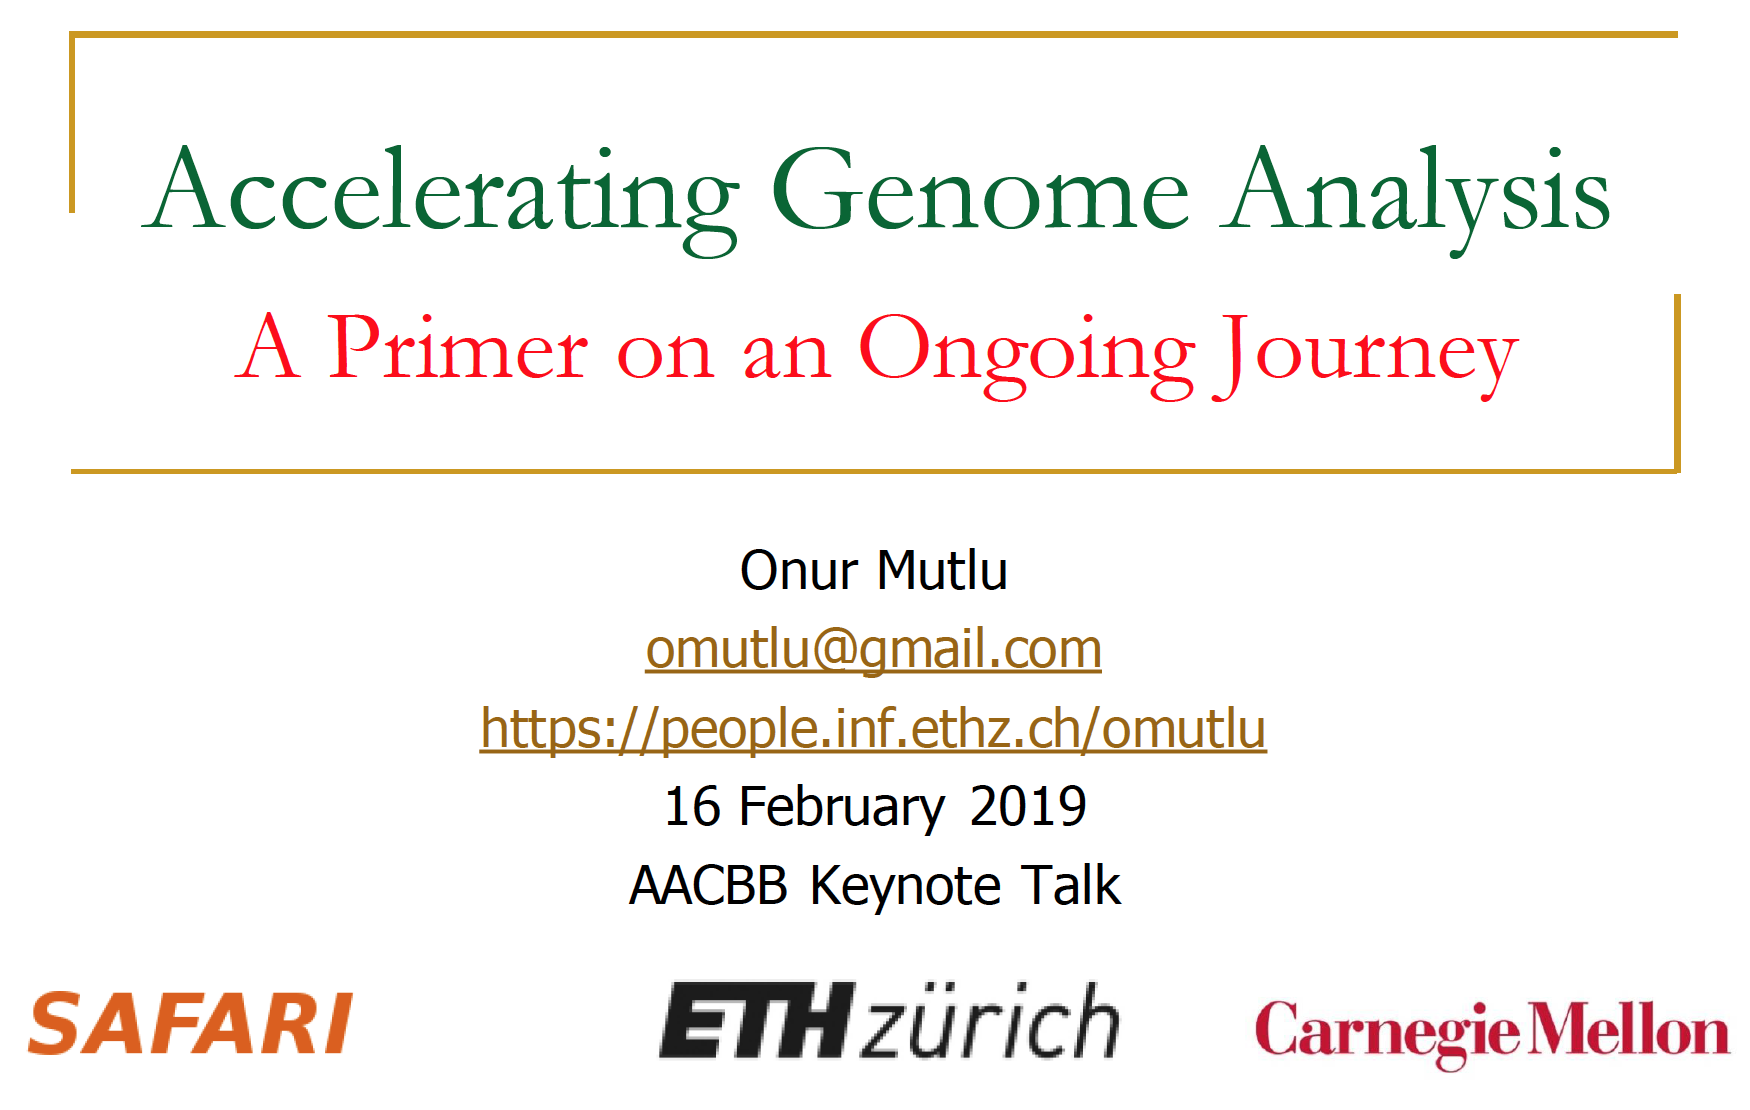 Accelerating Genome Analysis
A Primer on an Ongoing Journey
Onur Mutlu
omutlu@gmail.com
https://people.inf.ethz.ch/omutlu
16 February 2019
AACBB Keynote Talk
SAFARI
ETH zürich
Carnegie Mellon